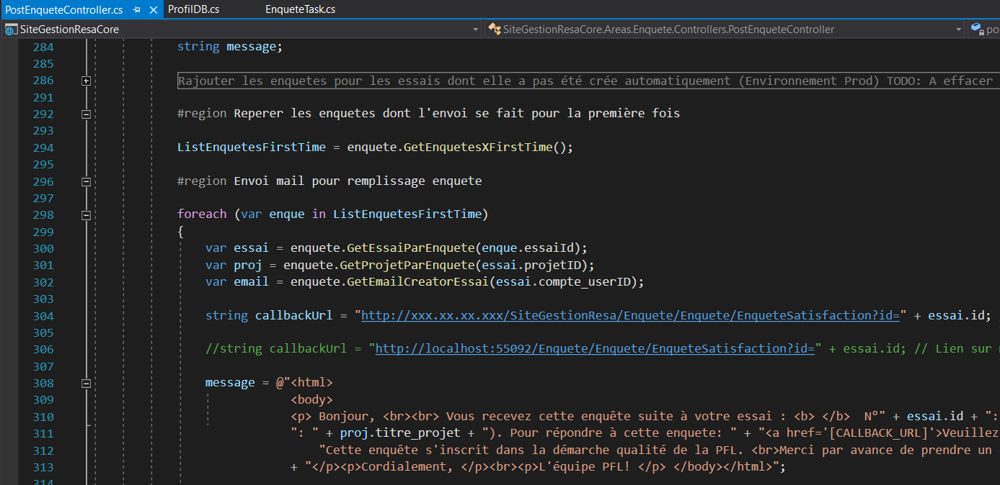 PostEnqueteController.cs ProfilDB.cs EnqueteTask.cs
SiteGestionResaCore SiteGestionResaCore.Areas.Enquete.Controllers.PostEnqueteController po
284 string message;
285
286 Rajouter les enquetes pour les essais dont elle a pas été crée automatiquement (Environnement Prod) TODO: A effacer
291
292 #region Reperer les enquetes dont l'envoi se fait pour la première fois
293
294 ListEnquetesFirstTime = enquete.GetEnquetesXFirstTime();
295
296 #region Envoi mail pour remplissage enquete
297
298 foreach (var enque in ListEnquetesFirstTime)
299 {
300 var essai = enquete.GetEssaiParEnquete(enque.essaiId);
301 var proj = enquete.GetProjetParEnquete(essai.projetID);
302 var email = enquete.GetEmailCreatorEssai(essai.compte_userID);
303
304 string callbackUrl = "http://xxx.xx.xx.xxx/SiteGestionResa/Enquete/Enquete/EnqueteSatisfaction?id=" + essai.id;
305
306 //string callbackUrl = "http://localhost:55092/Enquete/Enquete/EnqueteSatisfaction?id=" + essai.id; // Lien sur
307
308 message = @"<html>
309 <body>
310 <p> Bonjour, <br><br> Vous recevez cette enquête suite à votre essai : <b> </b> N°" + essai.id + ":
311 ": " + proj.titre_projet + "). Pour répondre à cette enquete: " + "<a href='[CALLBACK_URL]'>Veuillez
312 "Cette enquête s'inscrit dans la démarche qualité de la PFL. <br>Merci par avance de prendre un
313 + "</p><p>Cordialement, </p><br><p>L'équipe PFL! </p> </body></html>";
314